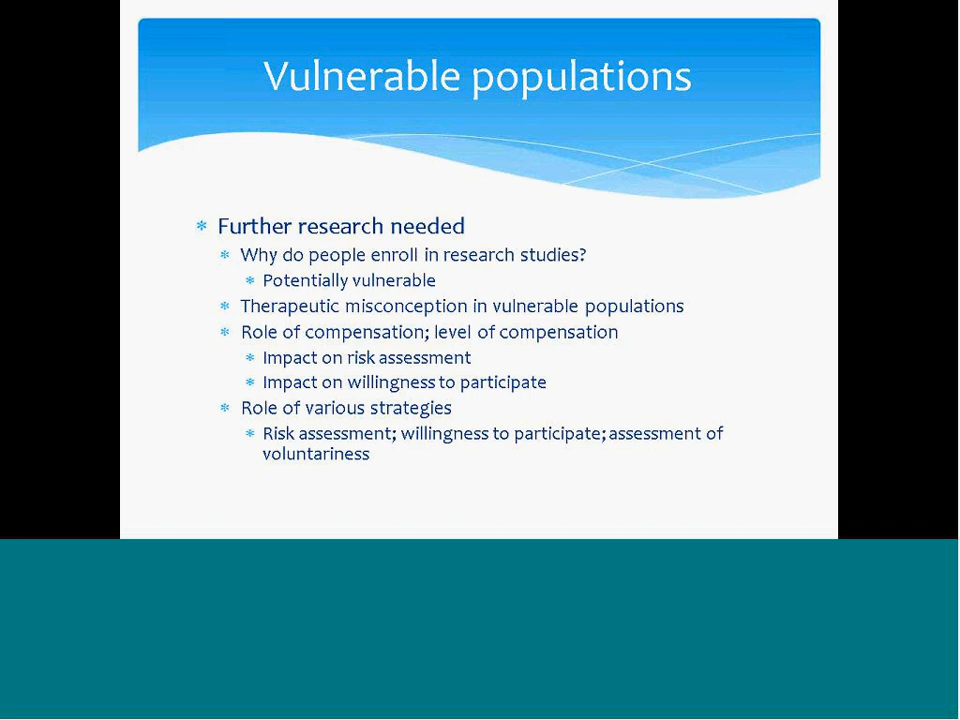 Vulnerable populations
* Further research needed
* Why do people enroll in research studies?
* Potentially vulnerable
* Therapeutic misconception in vulnerable populations
* Role of compensation; level of compensation
* Impact on risk assessment
* Impact on willingness to participate
* Role of various strategies
* Risk assessment; willingness to participate; assessment of
voluntariness